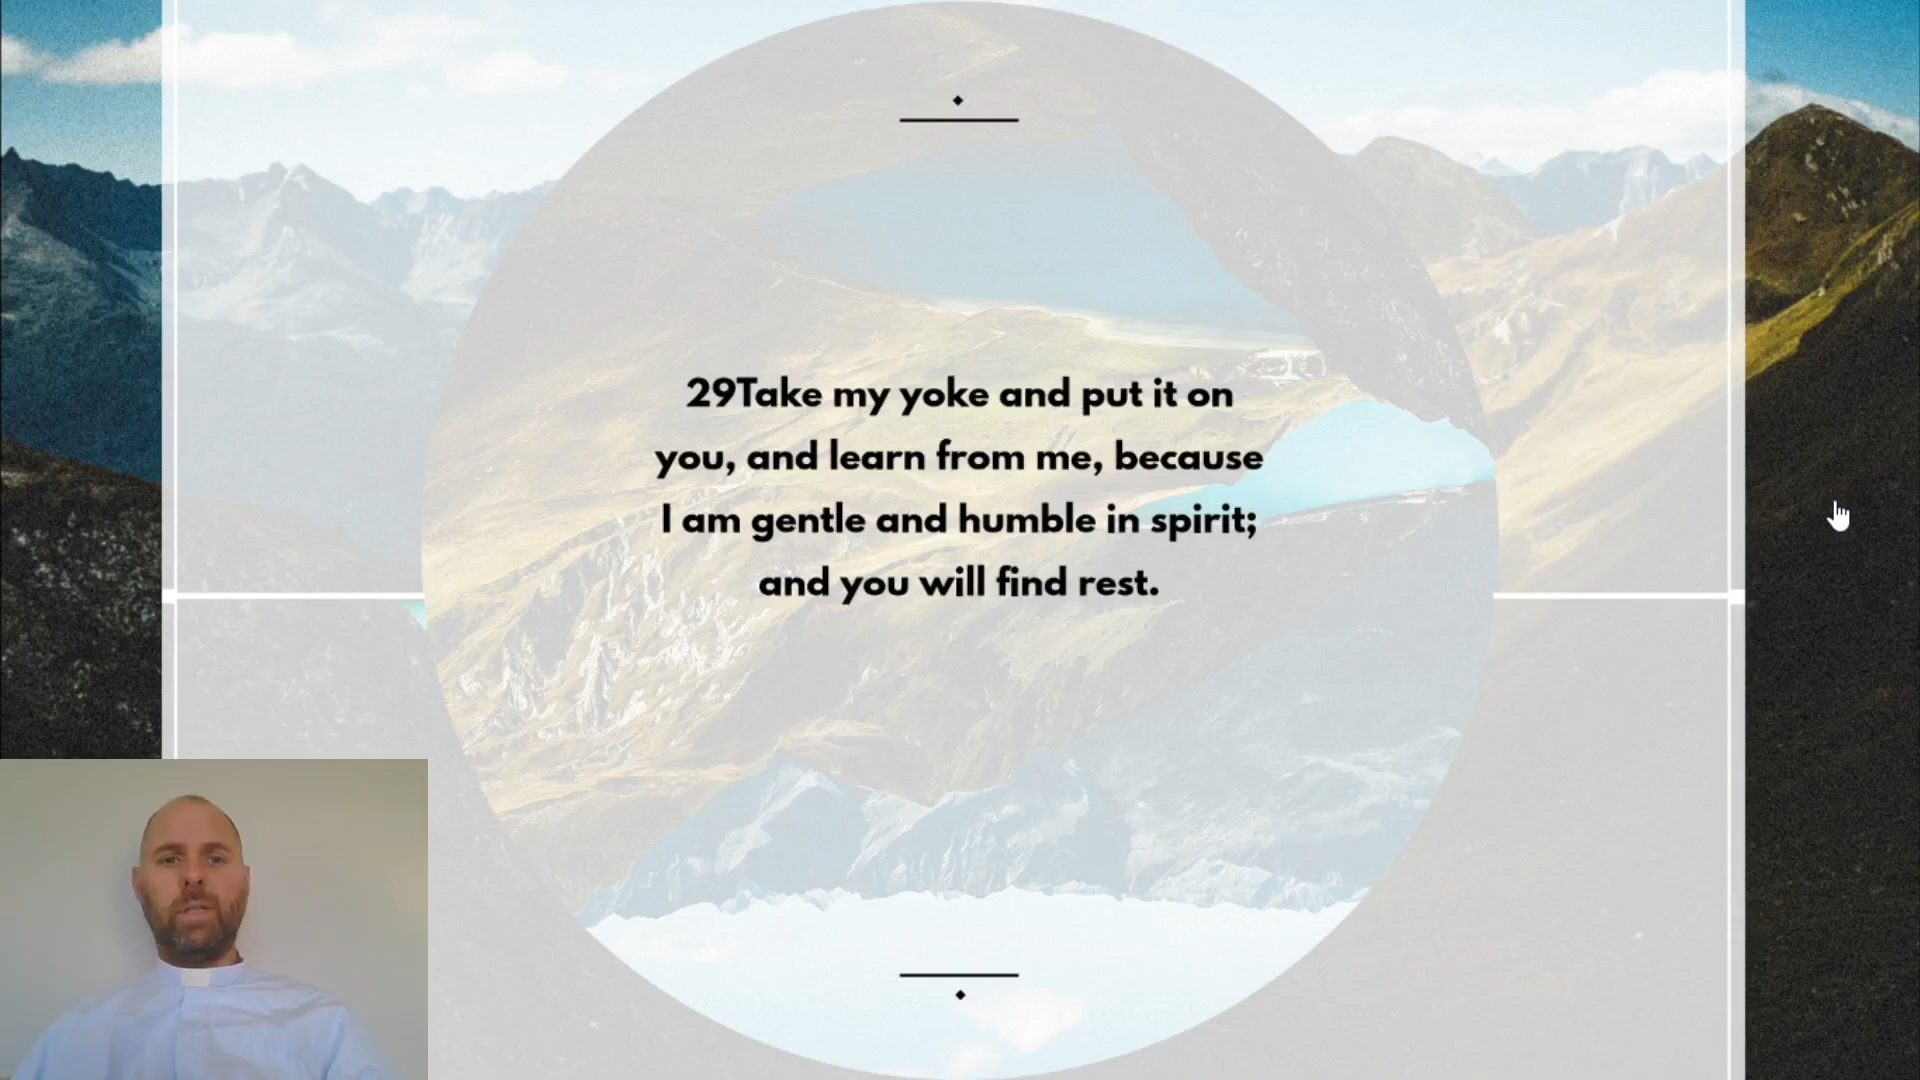 29Take my yoke and put it on
you, and learn from me, because
I am gentle and humble in spirit;
and you will find rest.